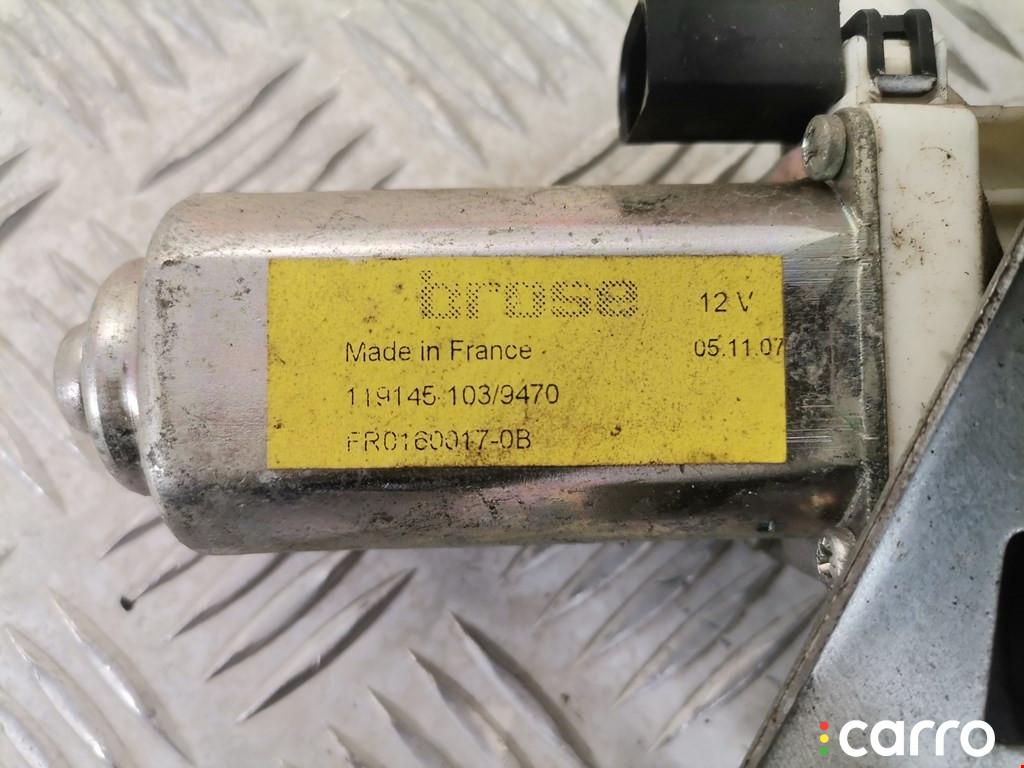 brose
12 V
Made in France
05.11.07
119145 103/9470
FR0160017-0B
carro